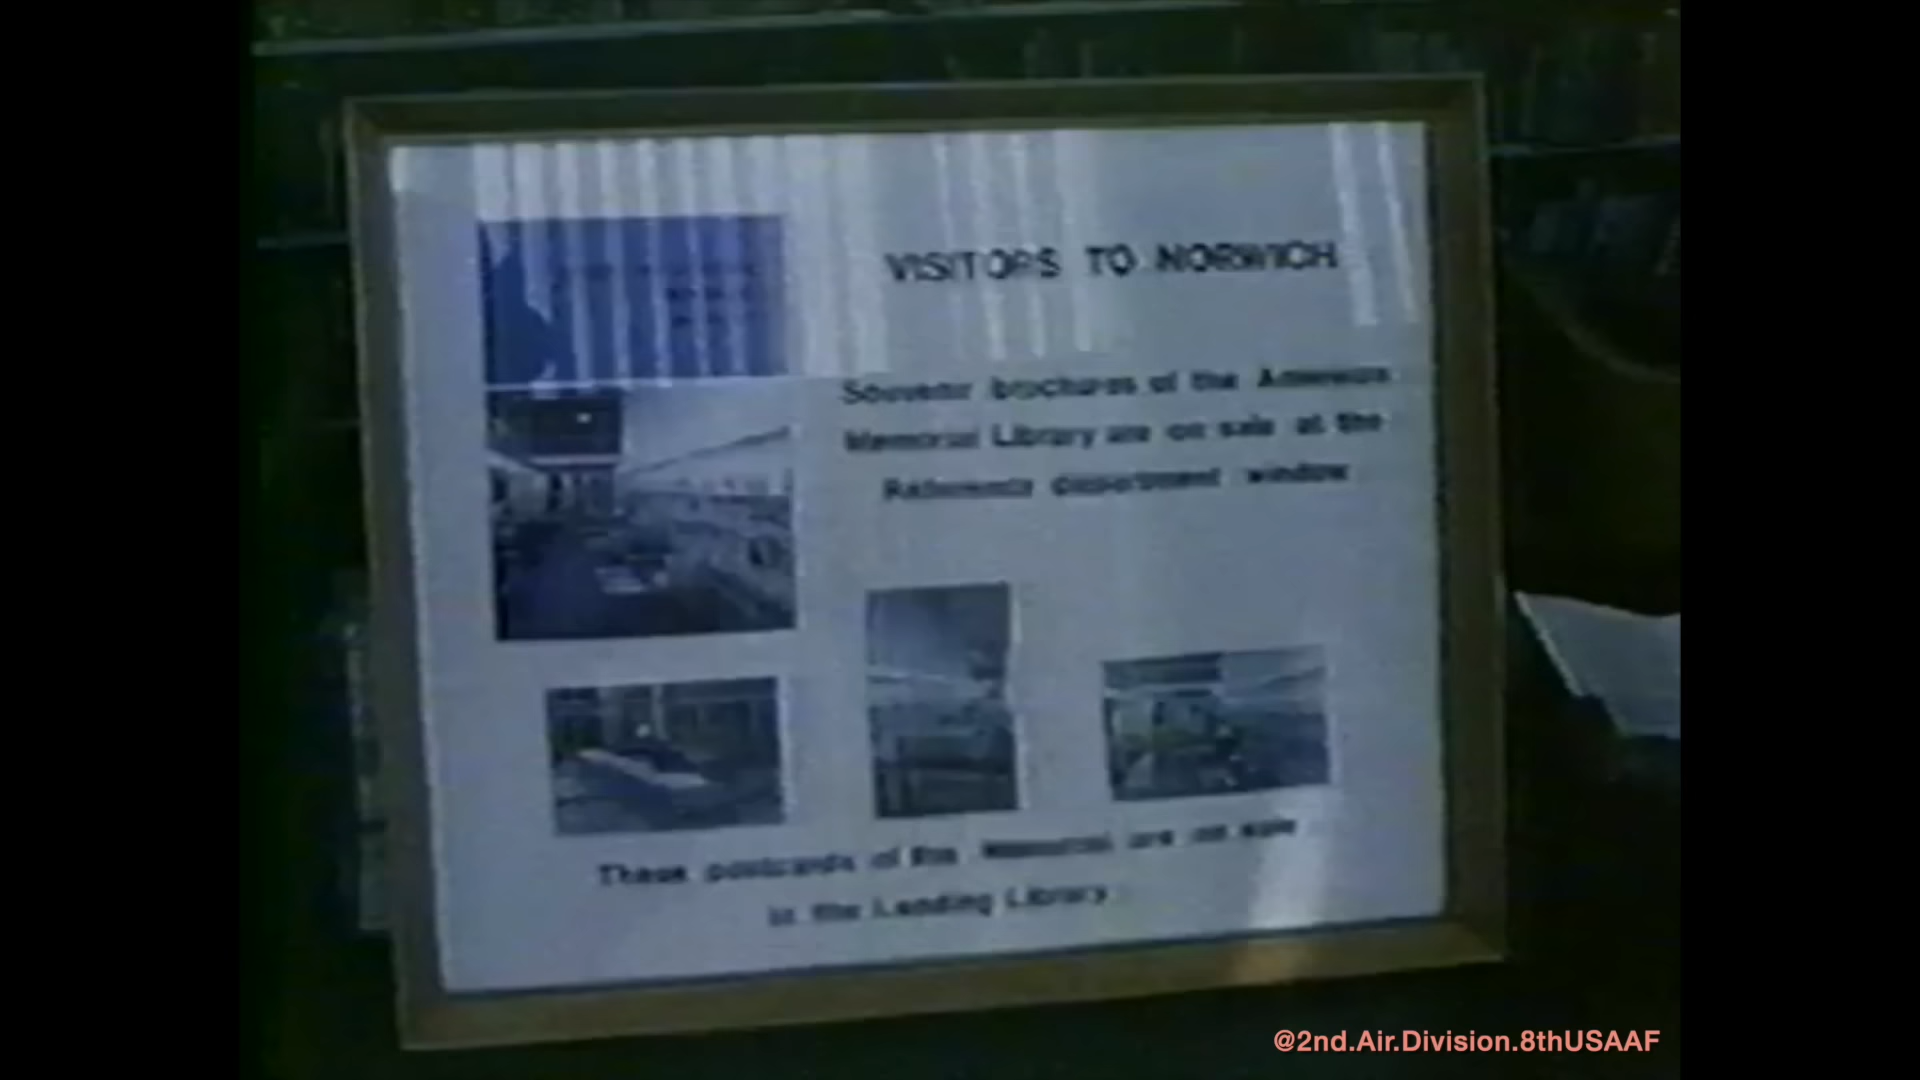 VISITORS TO NORWICH
Souvenir brochures of the American
Memorial Library are on sale at the
Reference department window
These postcards of the Memorial are on sale
in the Lending Library
@2nd.Air.Division.8thUSAAF